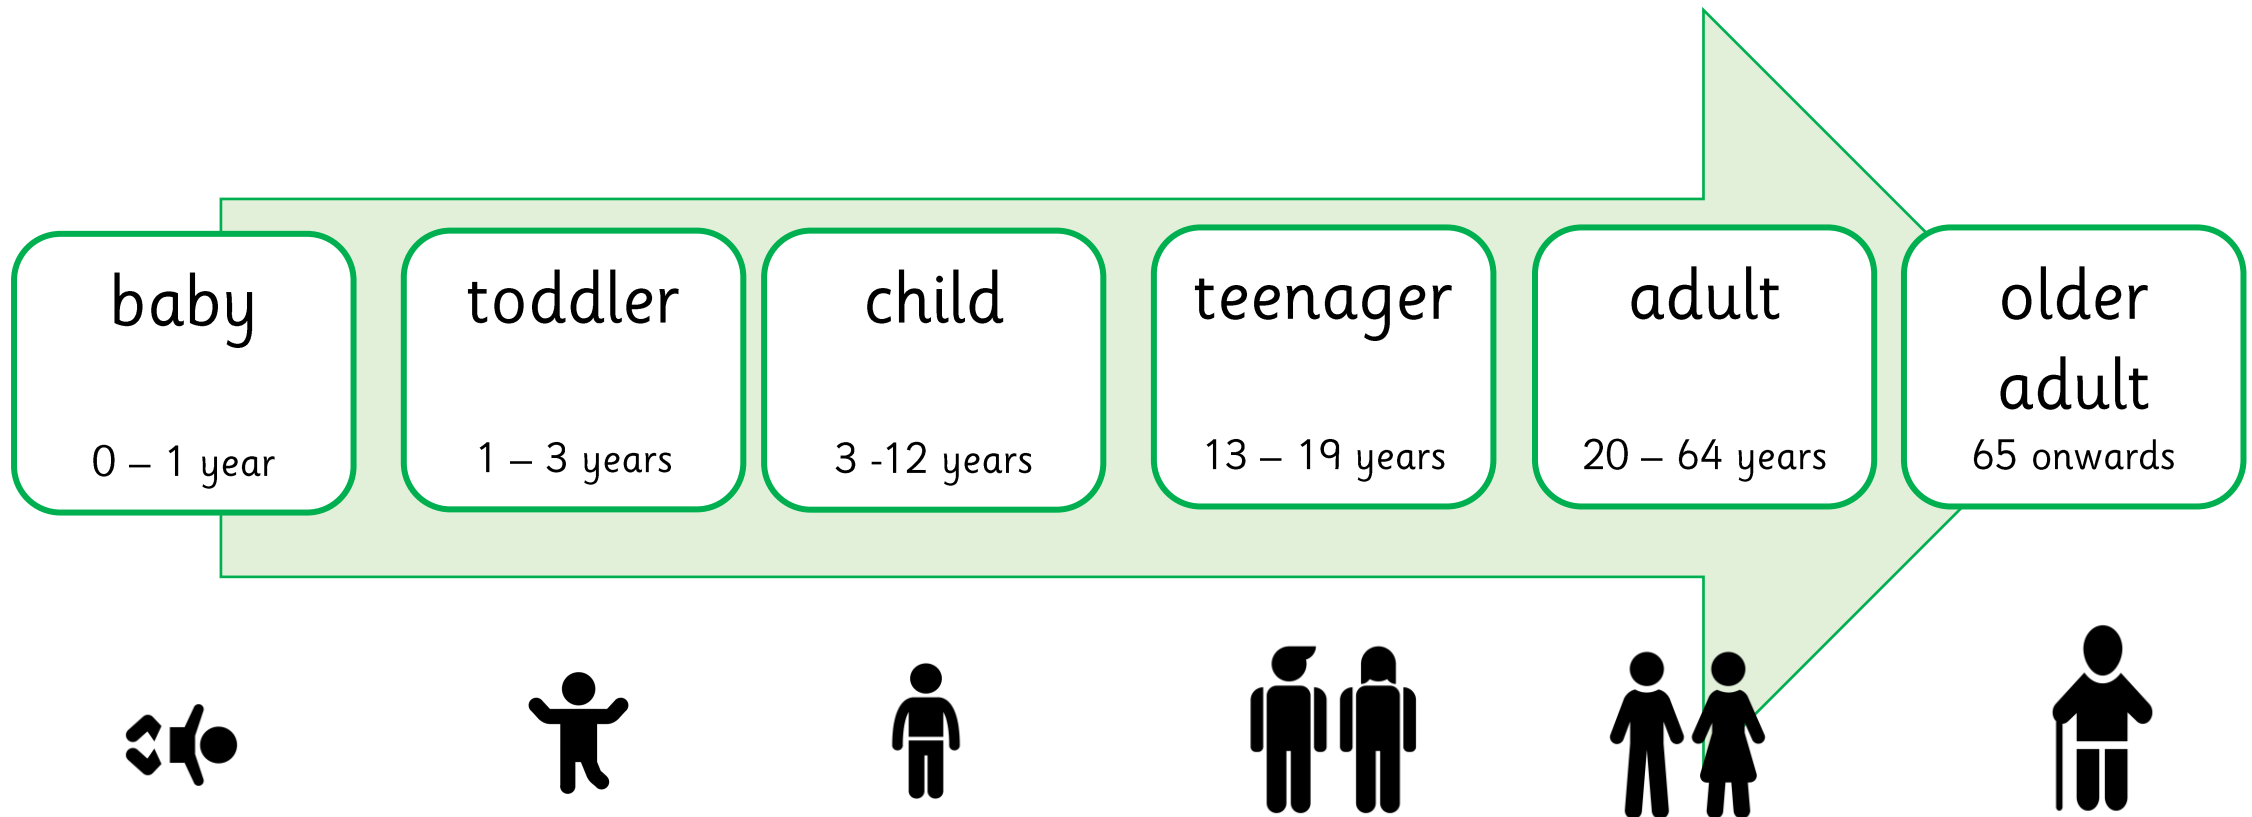 baby
0 – 1 year
toddler
1 – 3 years
child
3 -12 years
teenager
13 – 19 years
adult
20 – 64 years
older
adult
65 onwards